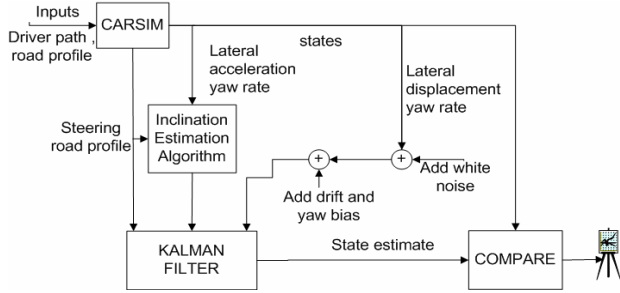 Inputs
Driver path ,
road profile
CARSIM
states
Lateral
acceleration
yaw rate
Lateral
displacement
yaw rate
Steering
road profile
Inclination
Estimation
Algorithm
+
+
Add white
noise
Add drift and
yaw bias
KALMAN
FILTER
State estimate
COMPARE